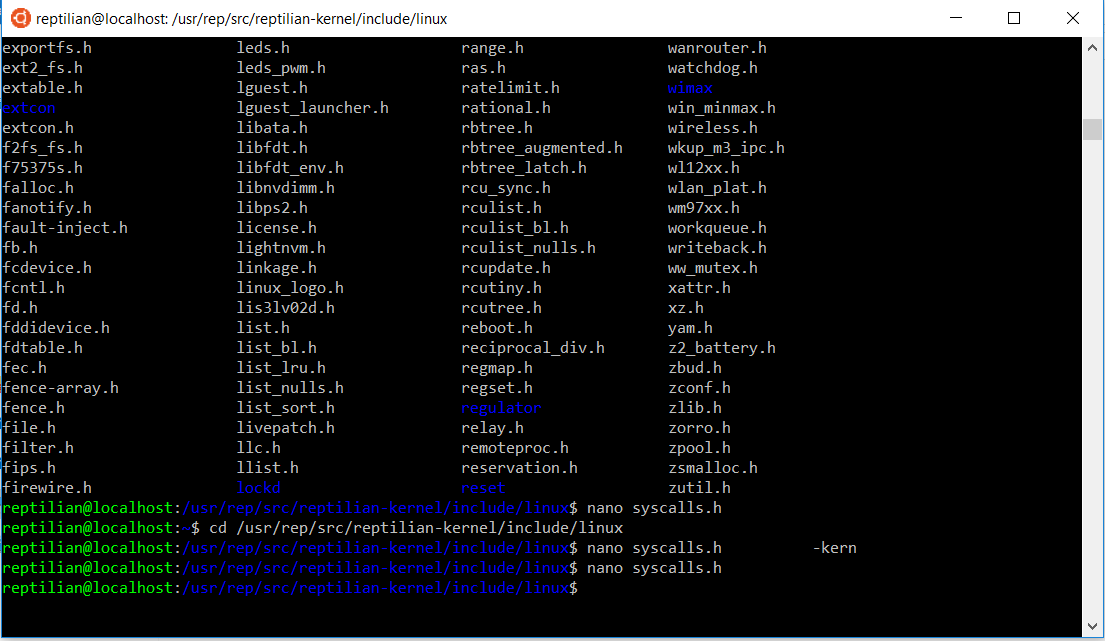 reptilian@localhost: /usr/rep/src/reptilian-kernel/include/linux
exportfs.h leds.h range.h wanrouter.h
ext2_fs.h leds_pwm.h ras.h watchdog.h
extable.h lguest.h ratelimit.h wimax
extcon lguest_launcher.h rational.h win_minmax.h
extcon.h libata.h rbtree.h wireless.h
f2fs_fs.h libfdt.h rbtree_augmented.h wkup_m3_ipc.h
f75375s.h libfdt_env.h rbtree_latch.h wl12xx.h
falloc.h libnvdimm.h rcu_sync.h wlan_plat.h
fanotify.h libps2.h rculist.h wm97xx.h
fault-inject.h license.h rculist_bl.h workqueue.h
fb.h lightnvm.h rculist_nulls.h writeback.h
fcdevice.h linkage.h rcupdate.h ww_mutex.h
fcntl.h linux_logo.h rcutiny.h xattr.h
fd.h lis3lv02d.h rcutree.h xz.h
fddidevice.h list.h reboot.h yam.h
fdtable.h list_bl.h reciprocal_div.h z2_battery.h
fec.h list_lru.h regmap.h zbud.h
fence-array.h list_nulls.h regset.h zconf.h
fence.h list_sort.h regulator zlib.h
file.h livepatch.h relay.h zorro.h
filter.h llc.h remoteproc.h zpool.h
fips.h llist.h reservation.h zsmalloc.h
firewire.h lockd reset zutil.h
reptilian@localhost:/usr/rep/src/reptilian-kernel/include/linux$ nano syscalls.h
reptilian@localhost:~$ cd /usr/rep/src/reptilian-kernel/include/linux
reptilian@localhost:/usr/rep/src/reptilian-kernel/include/linux$ nano syscalls.h -kern
reptilian@localhost:/usr/rep/src/reptilian-kernel/include/linux$ nano syscalls.h
reptilian@localhost:/usr/rep/src/reptilian-kernel/include/linux$